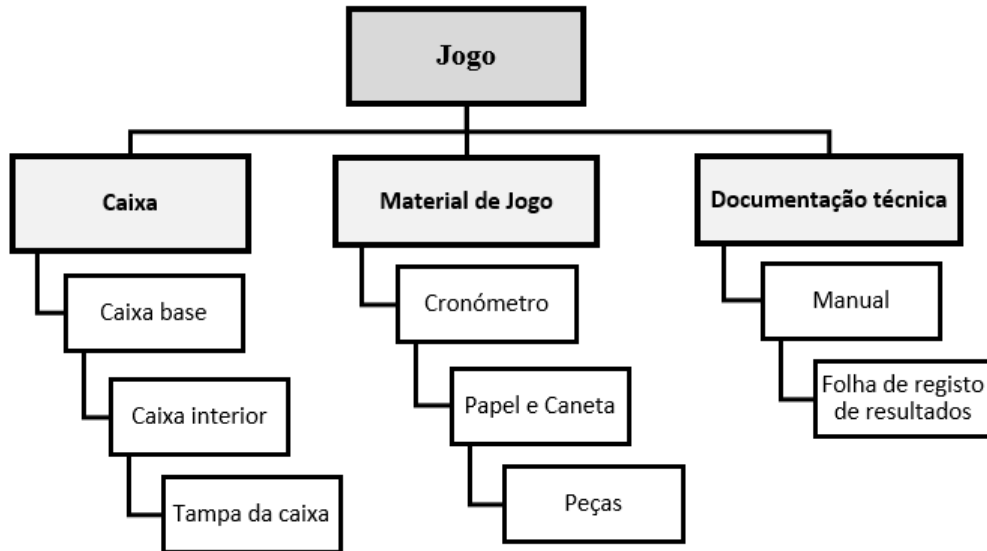 Jogo
Caixa
Material de Jogo
Documentação técnica
Caixa base
Cronómetro
Manual
Caixa interior
Papel e Caneta
Folha de registo
de resultados
Tampa da caixa
Peças